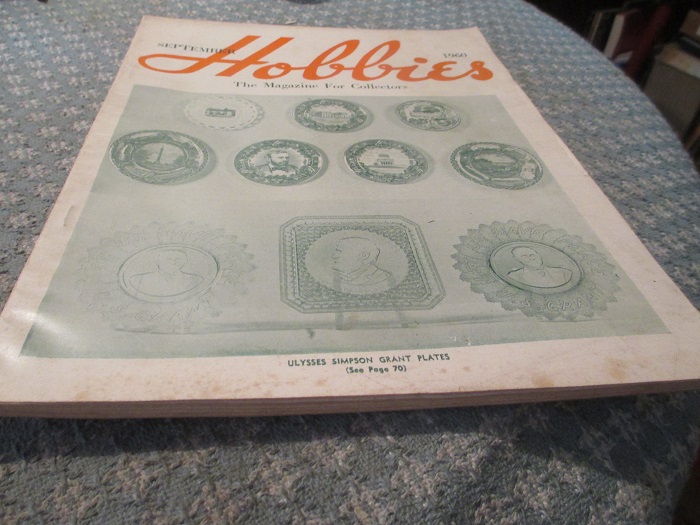 SEPTEMBER Hobbies 1960
The Magazine For Collectors
ULYSSES SIMPSON GRANT PLATES
(See Page 70)